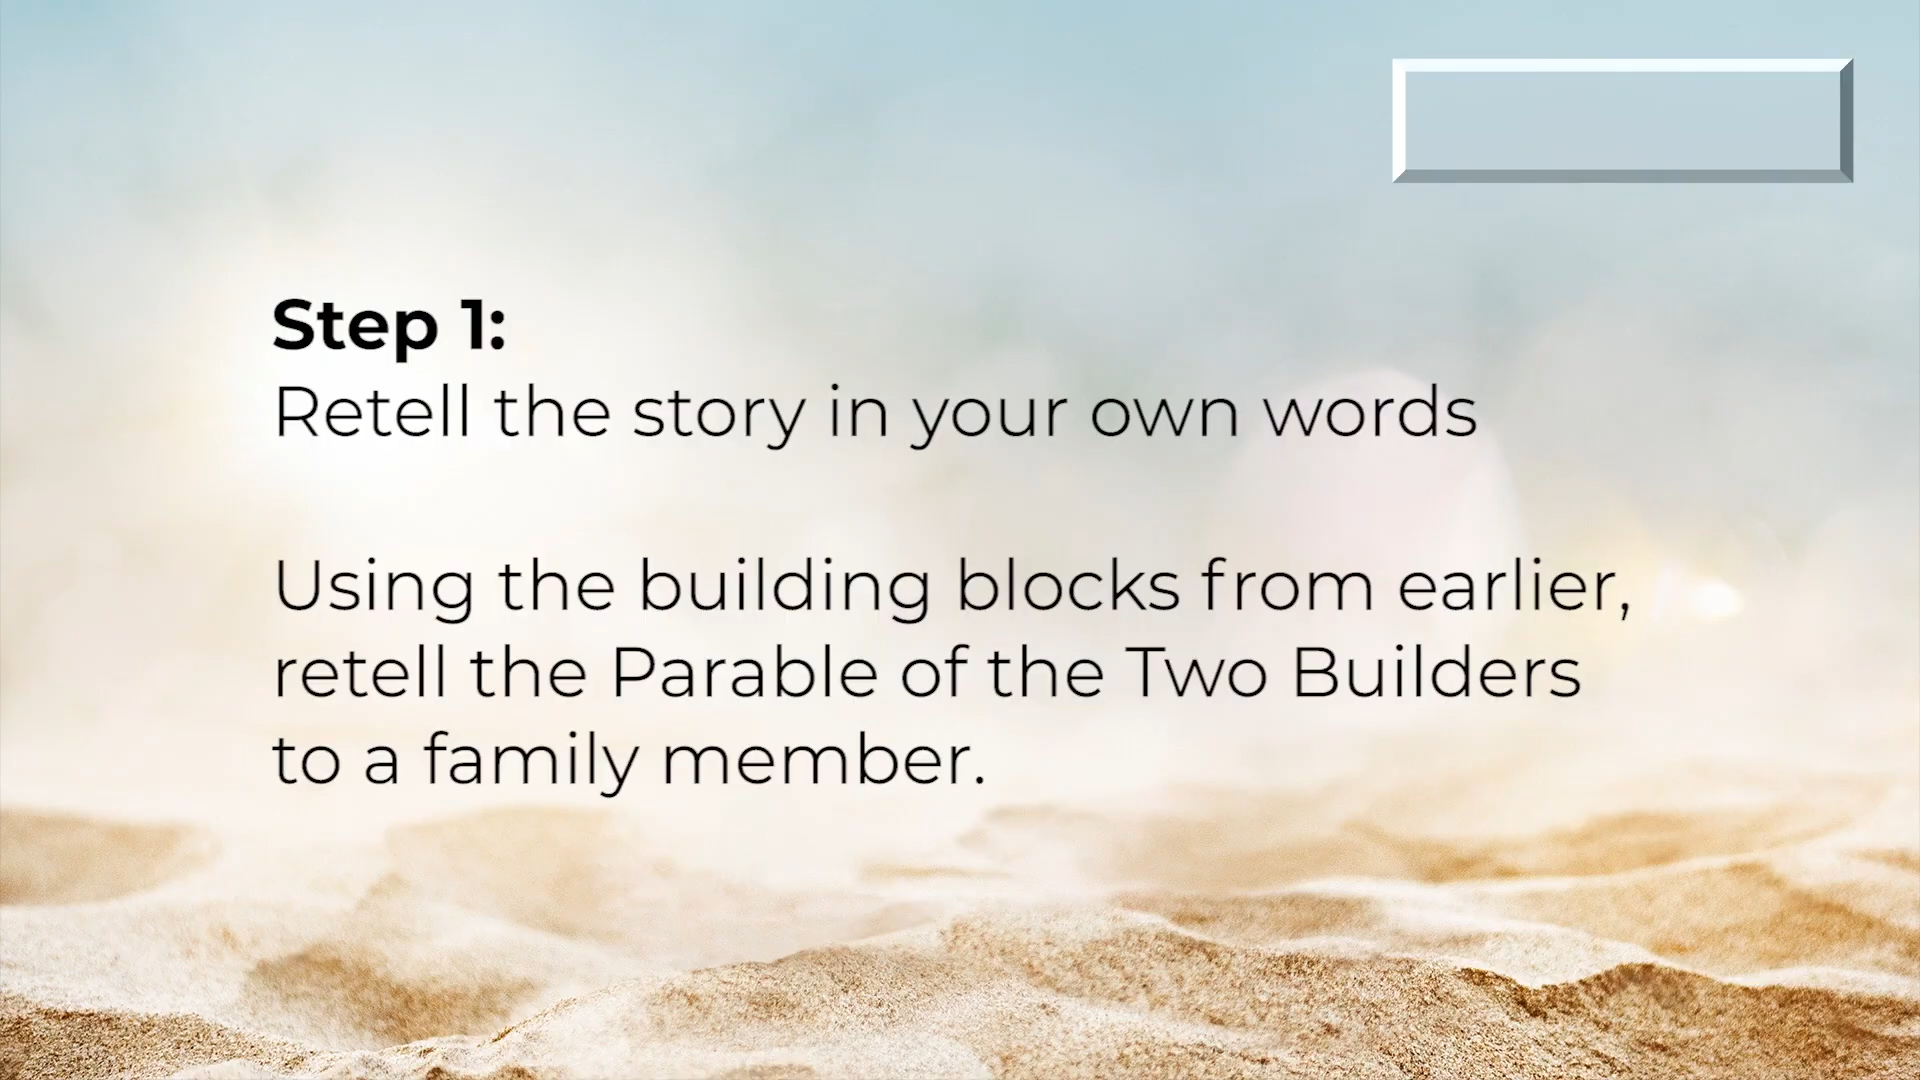 Step 1:
Retell the story in your own words
Using the building blocks from earlier,
retell the Parable of the Two Builders
to a family member.